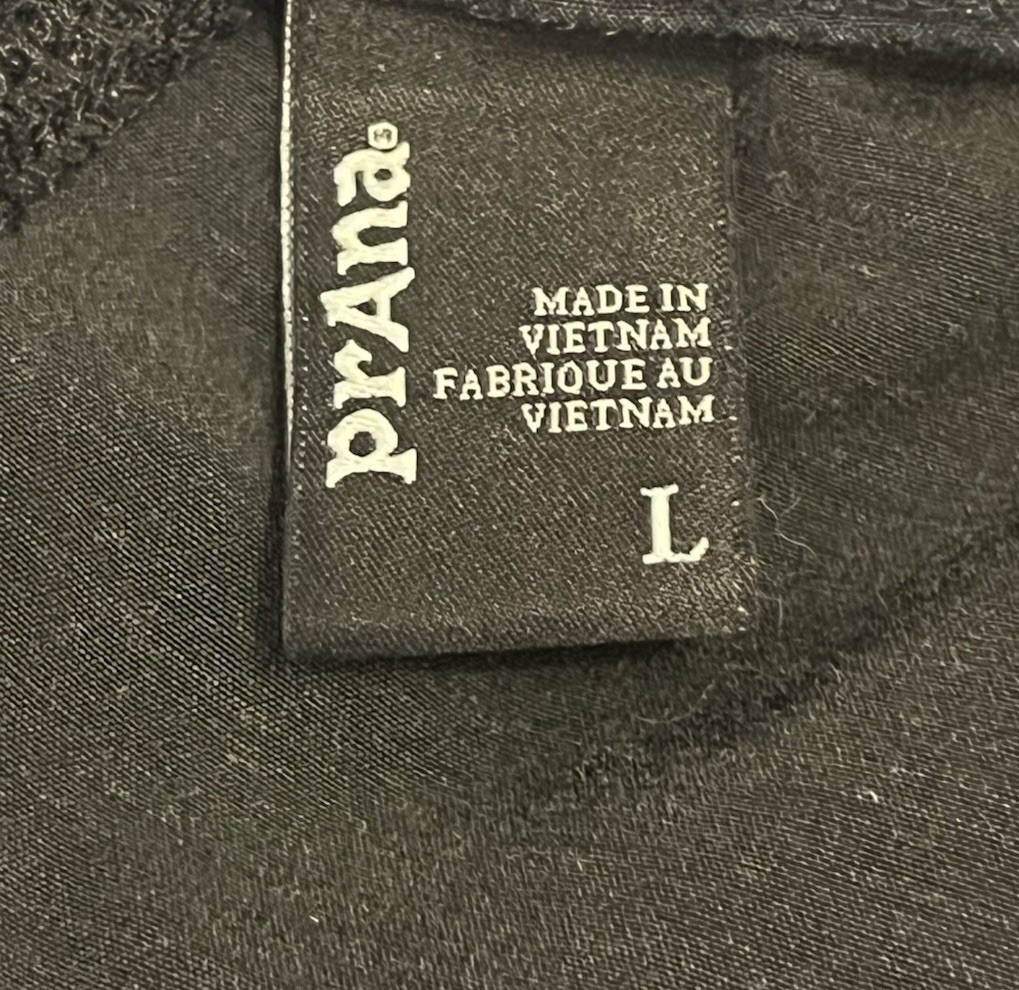 prAna®
MADE IN
VIETNAM
FABRIQUE AU
VIETNAM
L